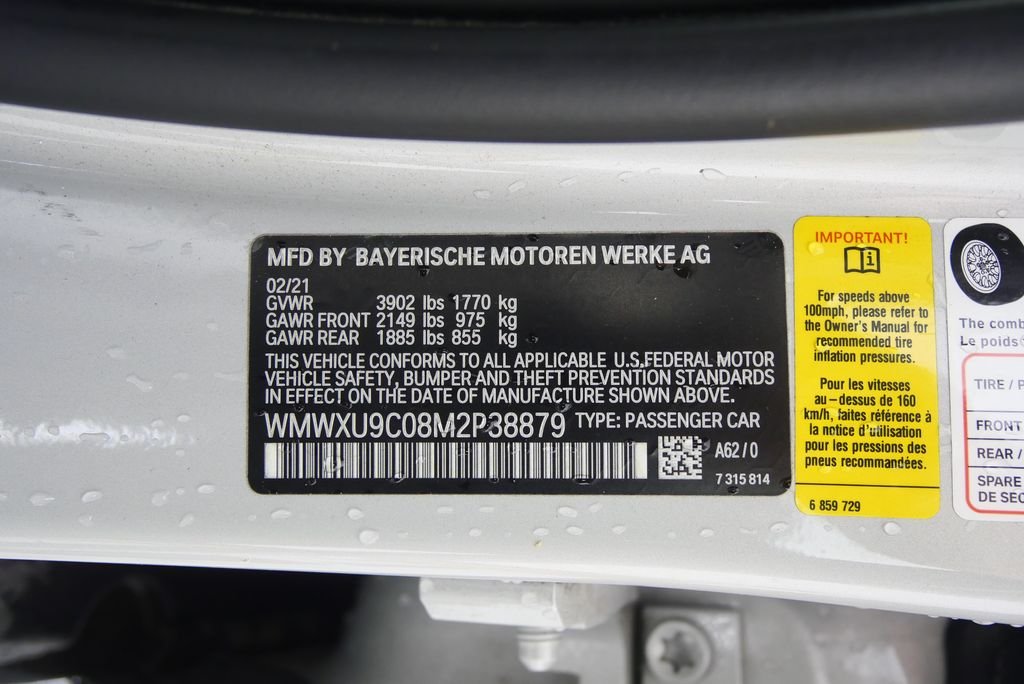 MFD BY BAYERISCHE MOTOREN WERKE AG
02/21
GVWR 3902 lbs 1770 kg
GAWR FRONT 2149 lbs 975 kg
GAWR REAR 1885 lbs 855 kg
THIS VEHICLE CONFORMS TO ALL APPLICABLE U.S.FEDERAL MOTOR
VEHICLE SAFETY, BUMPER AND THEFT PREVENTION STANDARDS
IN EFFECT ON THE DATE OF MANUFACTURE SHOWN ABOVE.
WMWXU9C08M2P38879 TYPE: PASSENGER CAR
A62/0
7 315 814
IMPORTANT!
For speeds above
100mph, please refer to
the Owner's Manual for
recommended tire
inflation pressures.
Pour les vitesses
au-dessus de 160
km/h, faites référence à
la notice d'utilisation
pour les pressions des
pneus recommandées.
6 859 729
The comb
Le poids
TIRE / P
FRONT
REAR /
SPARE
DE SEC